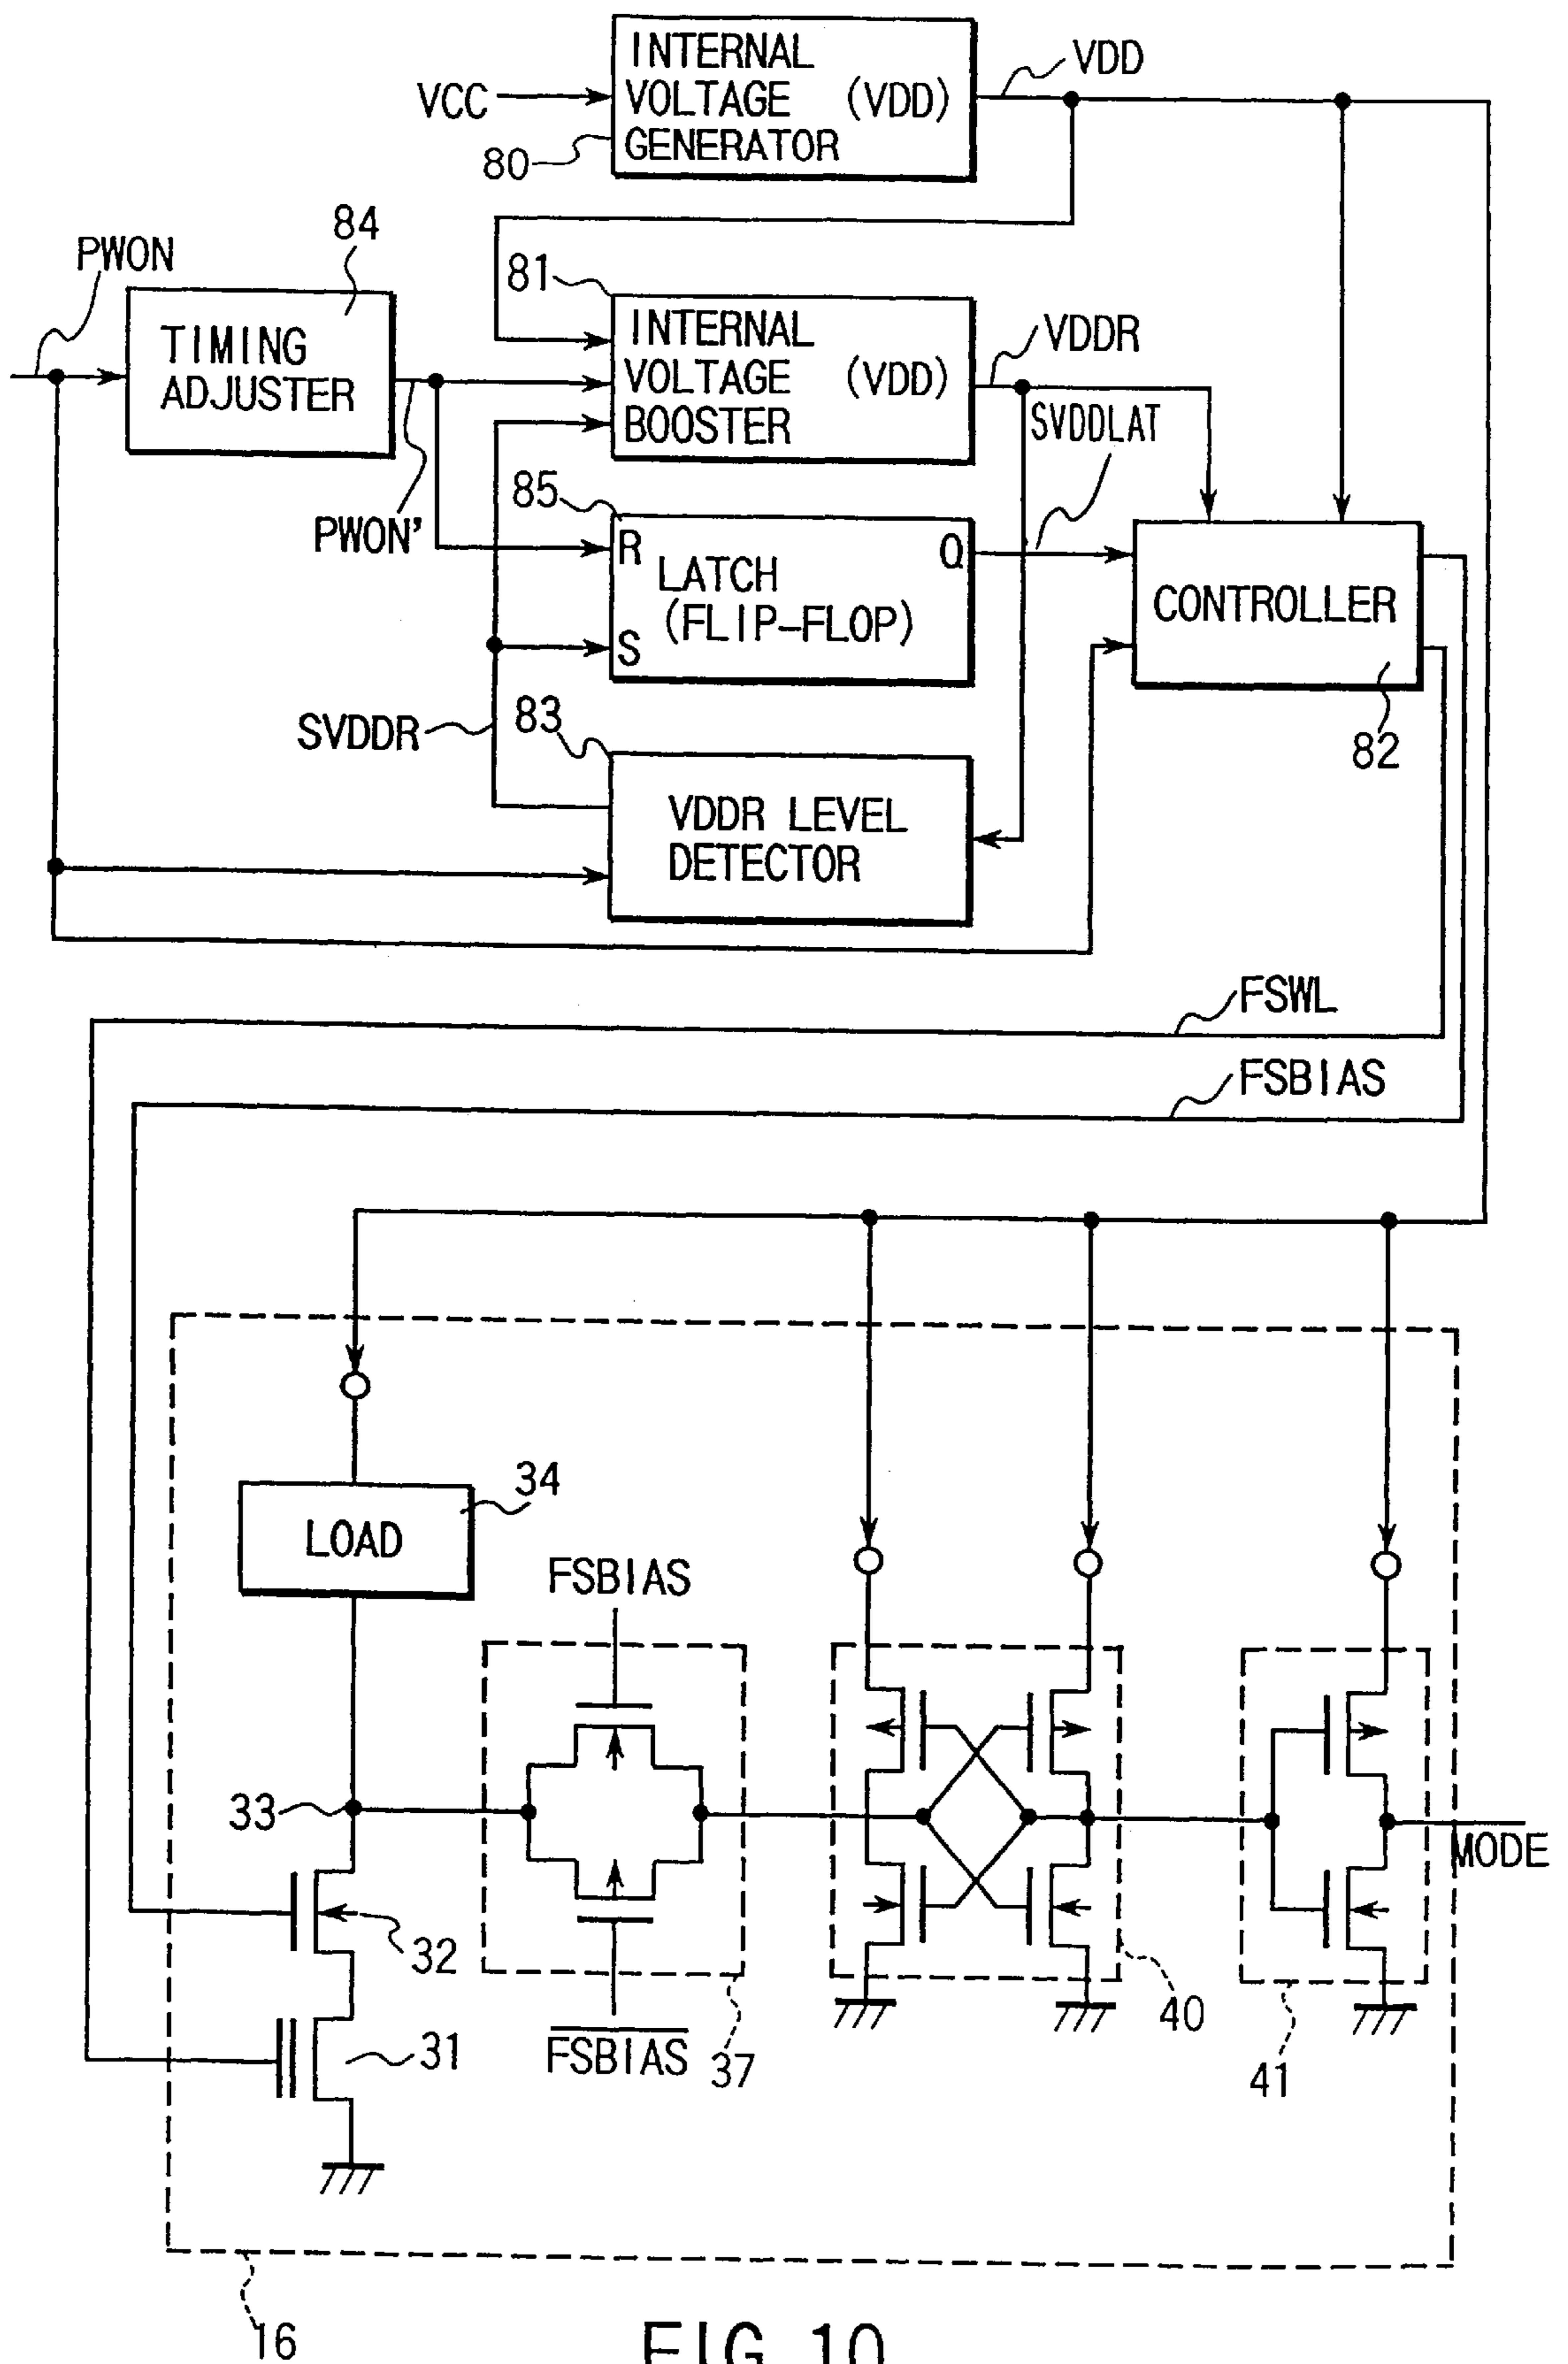 INTERNAL
VOLTAGE (VDD)
GENERATOR
VCC
80
VDD
PWON
84
TIMING
ADJUSTER
PWON'
81
INTERNAL
VOLTAGE (VDD)
BOOSTER
VDDR
SVDDLAT
85
R
LATCH
(FLIP-FLOP)
Q
S
CONTROLLER
82
SVDDR
83
VDDR LEVEL
DETECTOR
FSWL
FSBIAS
34
LOAD
FSBIAS
33
MODE
32
40
31
FSBIAS
37
41
16
FIG. 10